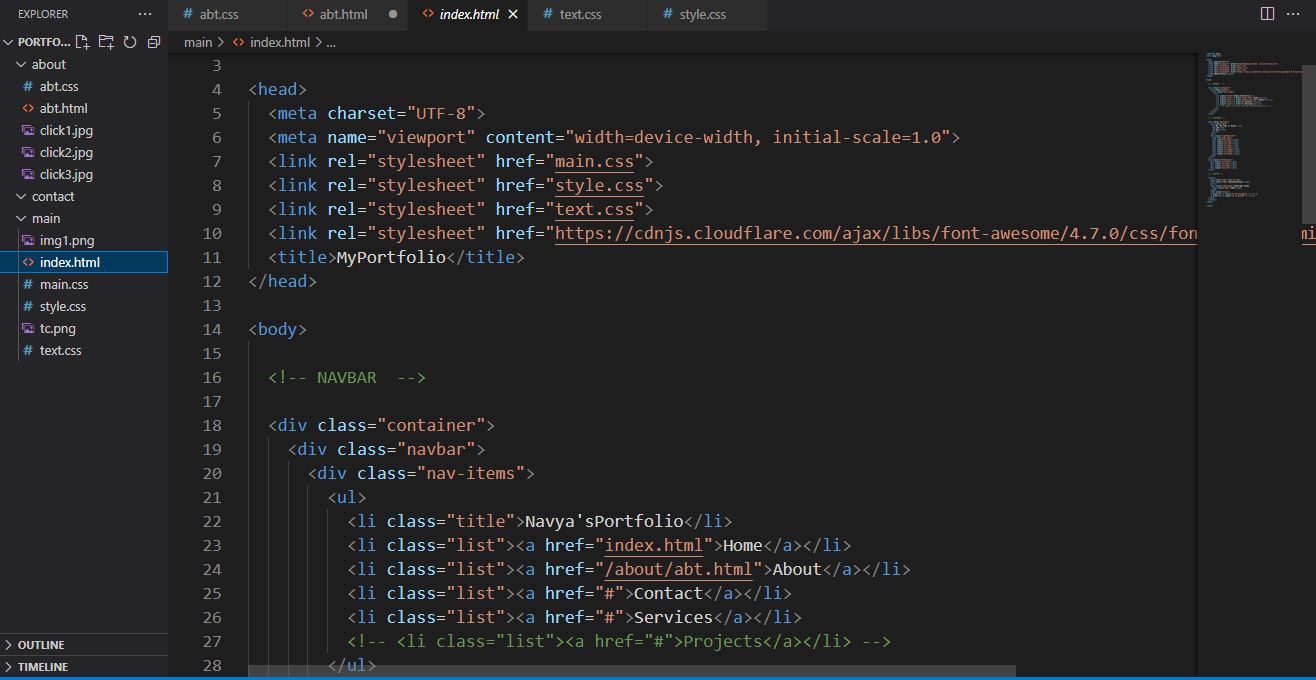 EXPLORER ···
PORTFO...
about
abt.css
abt.html
click1.jpg
click2.jpg
click3.jpg
contact
main
img1.png
index.html
main.css
style.css
tc.png
text.css
OUTLINE
TIMELINE
# abt.css <> abt.html ● <> index.html × # text.css # style.css
main > <> index.html > ...
3
4 <head>
5 <meta charset="UTF-8">
6 <meta name="viewport" content="width=device-width, initial-scale=1.0">
7 <link rel="stylesheet" href="main.css">
8 <link rel="stylesheet" href="style.css">
9 <link rel="stylesheet" href="text.css">
10 <link rel="stylesheet" href="https://cdnjs.cloudflare.com/ajax/libs/font-awesome/4.7.0/css/fon mi
11 <title>MyPortfolio</title>
12 </head>
13
14 <body>
15
16 <!-- NAVBAR  -->
17
18 <div class="container">
19 <div class="navbar">
20 <div class="nav-items">
21 <ul>
22 <li class="title">Navya'sPortfolio</li>
23 <li class="list"><a href="index.html">Home</a></li>
24 <li class="list"><a href="/about/abt.html">About</a></li>
25 <li class="list"><a href="#">Contact</a></li>
26 <li class="list"><a href="#">Services</a></li>
27 <!-- <li class="list"><a href="#">Projects</a></li> -->
28 </ul>